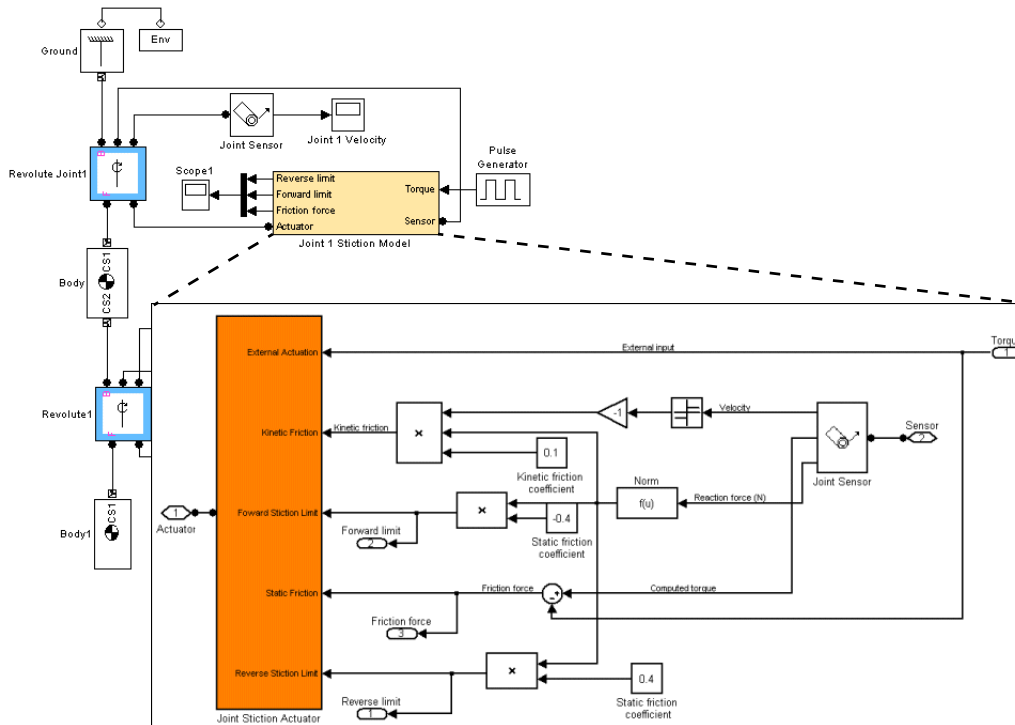 Env
Ground
Joint Sensor
Joint 1 Velocity
B
F
Revolute Joint1
Scope1
Pulse
Generator
Reverse limit
Forward limit
Friction force
Actuator
Torque
Sensor
Joint 1 Stiction Model
Body
CS1
CS2
B
F
Revolute1
CS1
Body1
External Actuation
External input
Torqu
1
-1
Velocity
Kinetic Friction
Kinetic friction
×
0.1
Kinetic friction
coefficient
Sensor
2
Joint Sensor
Norm
f(u)
Reaction force (N)
1
Actuator
Foward Stiction Limit
×
-0.4
Static friction
coefficient
Forward limit
2
Static Friction
Friction force
-+
Computed torque
Friction force
3
Reverse Stiction Limit
×
0.4
Static friction
coefficient
Reverse limit
1
Joint Stiction Actuator